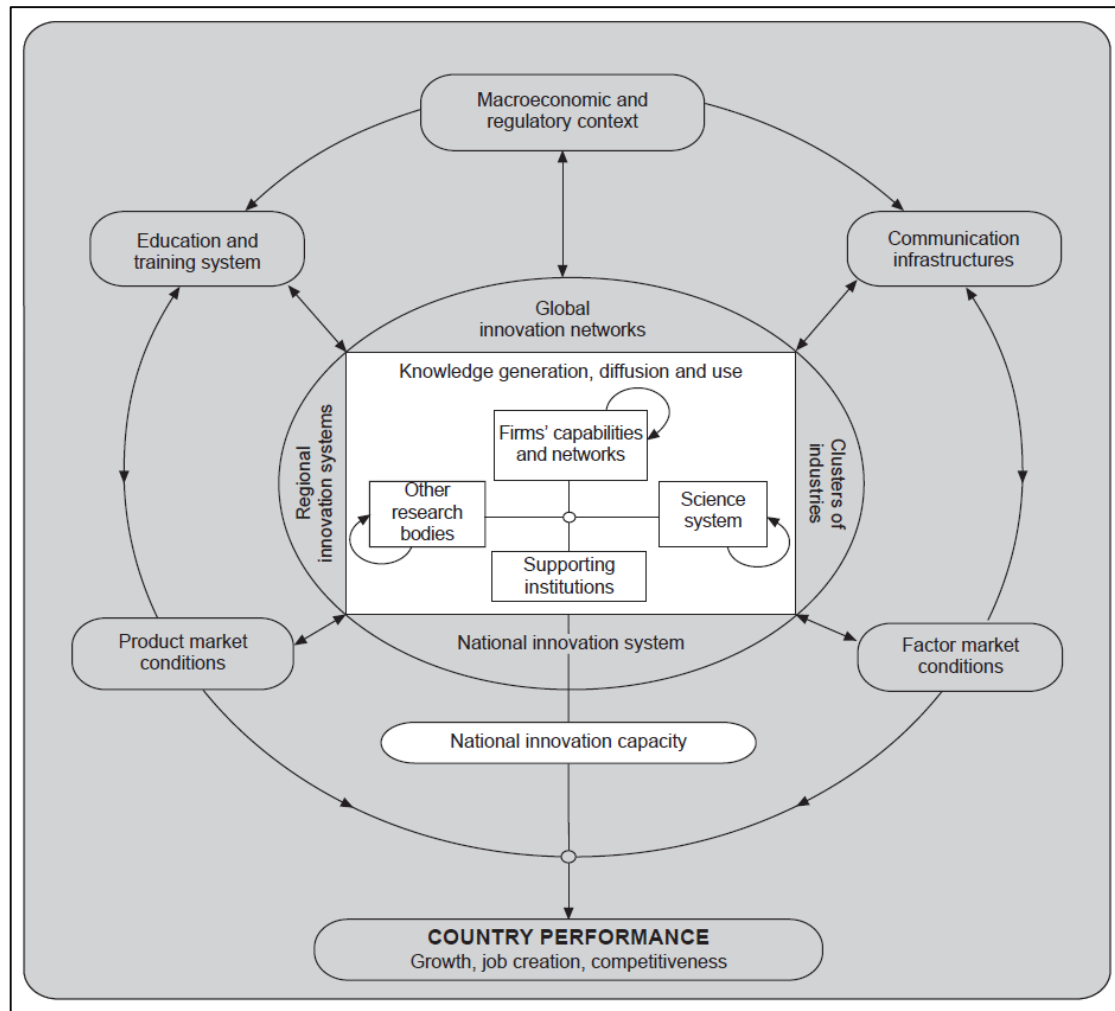 Macroeconomic and
regulatory context
Education and
training system
Communication
infrastructures
Global
innovation networks
Knowledge generation, diffusion and use
Firms' capabilities
and networks
Regional
innovation systems
Clusters of
industries
Other
research
bodies
Science
system
Supporting
institutions
Product market
conditions
National innovation system
Factor market
conditions
National innovation capacity
COUNTRY PERFORMANCE
Growth, job creation, competitiveness